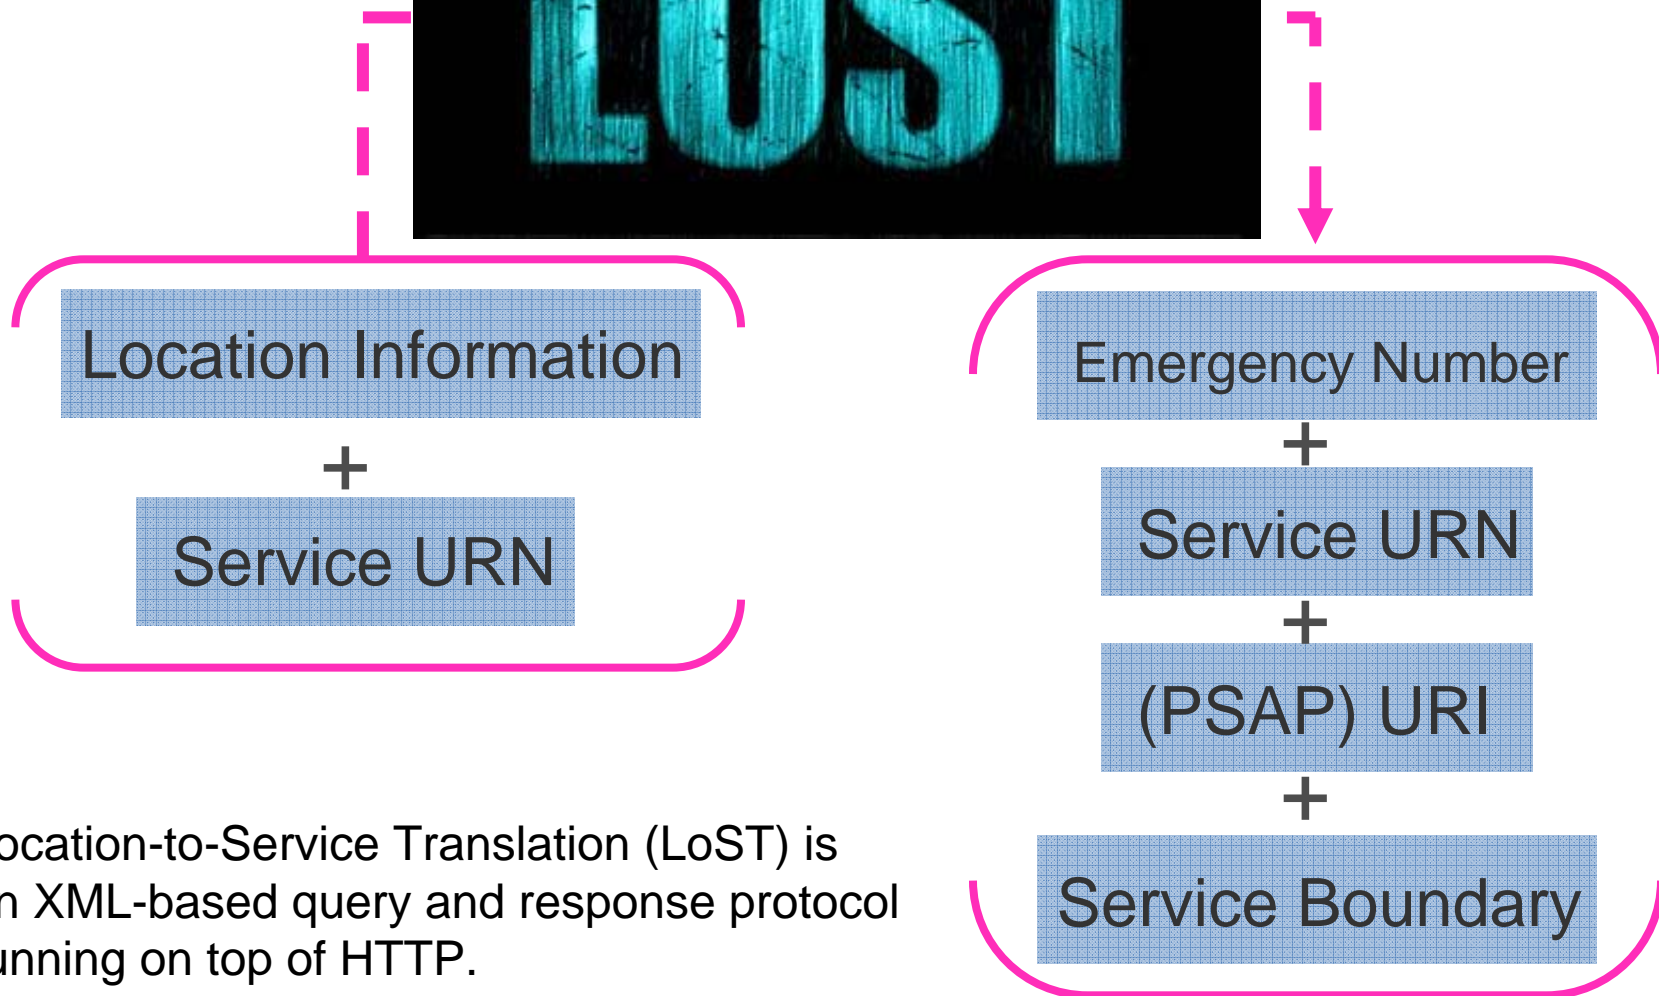 LOST
Location Information
+
Service URN
Emergency Number
+
Service URN
+
(PSAP) URI
+
Service Boundary
ocation-to-Service Translation (LoST) is
n XML-based query and response protocol
unning on top of HTTP.